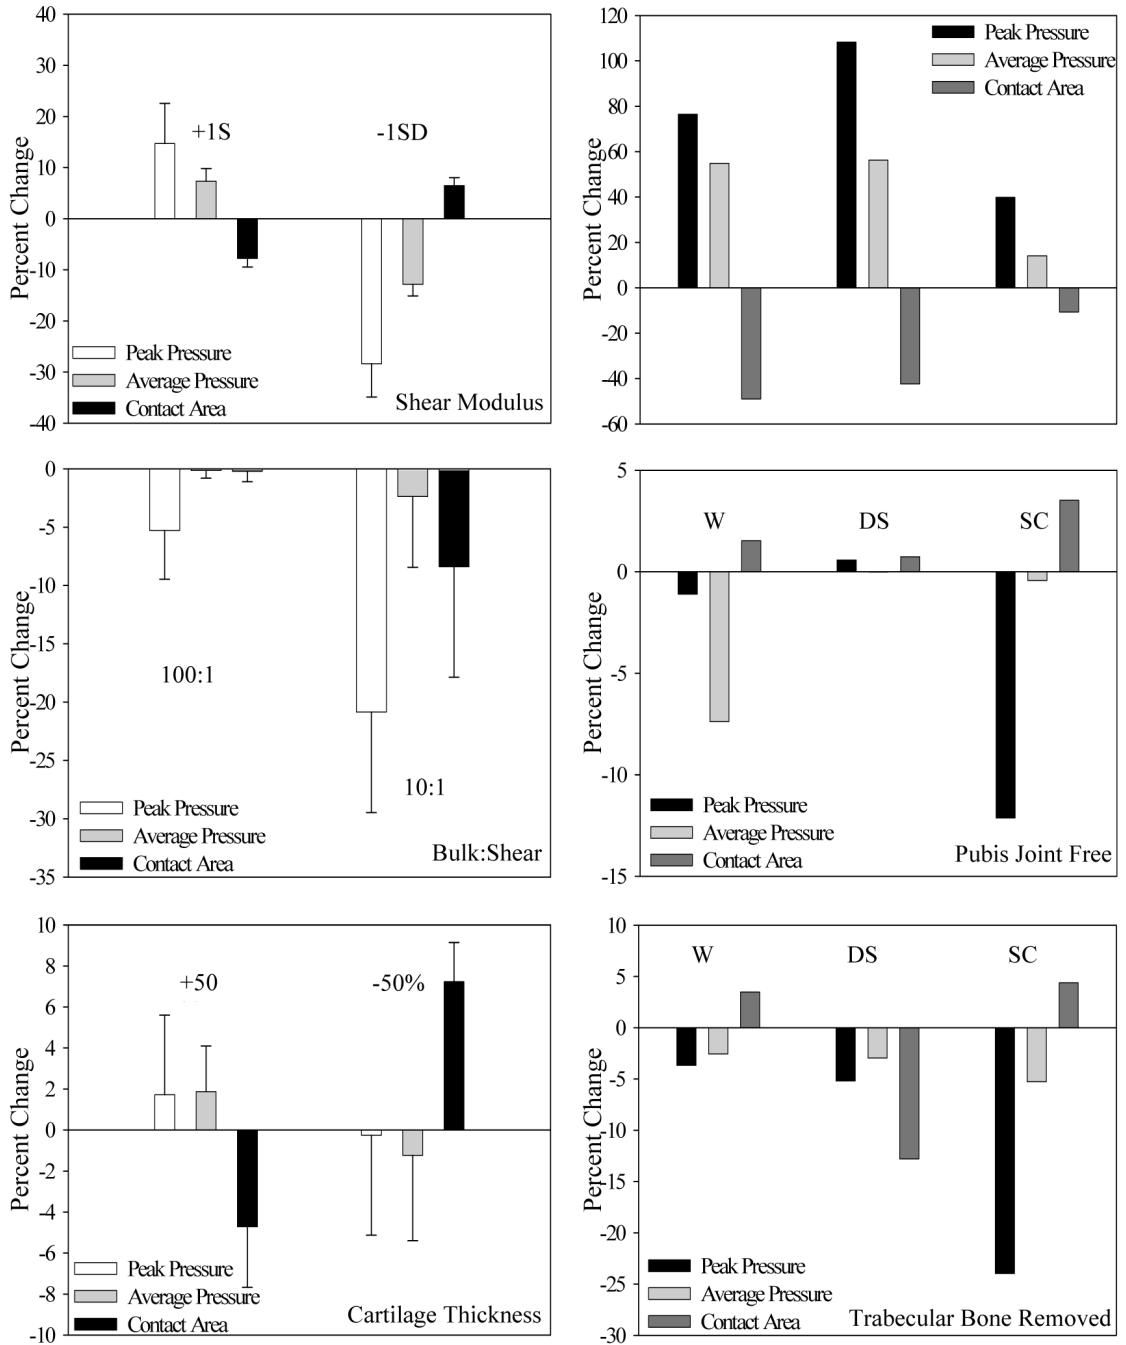 40
30
20
10
0
-10
-20
-30
-40
Percent Change
+1S
-1SD
Peak Pressure
Average Pressure
Contact Area
Shear Modulus
120
100
80
60
40
20
0
-20
-40
-60
Percent Change
Peak Pressure
Average Pressure
Contact Area
0
-5
-10
-15
-20
-25
-30
-35
Percent Change
100:1
10:1
Peak Pressure
Average Pressure
Contact Area
Bulk:Shear
5
0
-5
-10
-15
Percent Change
W
DS
SC
Peak Pressure
Average Pressure
Contact Area
Pubis Joint Free
10
8
6
4
2
0
-2
-4
-6
-8
-10
Percent Change
+50
-50%
Peak Pressure
Average Pressure
Contact Area
Cartilage Thickness
10
5
0
-5
-10
-15
-20
-25
-30
Percent Change
W
DS
SC
Peak Pressure
Average Pressure
Contact Area
Trabecular Bone Removed